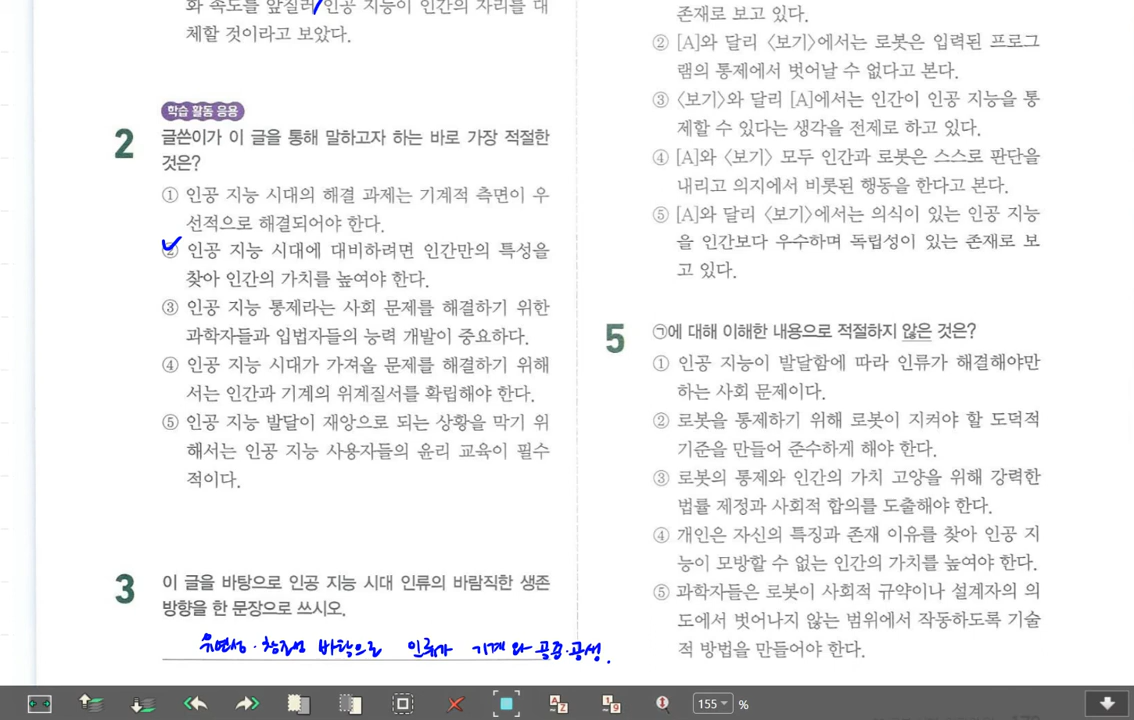 화 속도를 앞질러 인공 지능이 인간의 자리를 대
체할 것이라고 보았다.
학습 활동 응용
2 글쓴이가 이 글을 통해 말하고자 하는 바로 가장 적절한
것은?
① 인공 지능 시대의 해결 과제는 기계적 측면이 우
선적으로 해결되어야 한다.
② 인공 지능 시대에 대비하려면 인간만의 특성을
찾아 인간의 가치를 높여야 한다.
③ 인공 지능 통제라는 사회 문제를 해결하기 위한
과학자들과 입법자들의 능력 개발이 중요하다.
④ 인공 지능 시대가 가져올 문제를 해결하기 위해
서는 인간과 기계의 위계질서를 확립해야 한다.
⑤ 인공 지능 발달이 재앙으로 되는 상황을 막기 위
해서는 인공 지능 사용자들의 윤리 교육이 필수
적이다.
3 이 글을 바탕으로 인공 지능 시대 인류의 바람직한 생존
방향을 한 문장으로 쓰시오.
유연성·창조성 바탕으로 인류가 기계와 공존·공생.
존재로 보고 있다.
② [A]와 달리 〈보기〉에서는 로봇은 입력된 프로그
램의 통제에서 벗어날 수 없다고 본다.
③ 〈보기〉와 달리 [A]에서는 인간이 인공 지능을 통
제할 수 있다는 생각을 전제로 하고 있다.
④ [A]와 〈보기〉 모두 인간과 로봇은 스스로 판단을
내리고 의지에서 비롯된 행동을 한다고 본다.
⑤ [A]와 달리 〈보기〉에서는 의식이 있는 인공 지능
을 인간보다 우수하며 독립성이 있는 존재로 보
고 있다.
5 ㉠에 대해 이해한 내용으로 적절하지 않은 것은?
① 인공 지능이 발달함에 따라 인류가 해결해야만
하는 사회 문제이다.
② 로봇을 통제하기 위해 로봇이 지켜야 할 도덕적
기준을 만들어 준수하게 해야 한다.
③ 로봇의 통제와 인간의 가치 고양을 위해 강력한
법률 제정과 사회적 합의를 도출해야 한다.
④ 개인은 자신의 특징과 존재 이유를 찾아 인공 지
능이 모방할 수 없는 인간의 가치를 높여야 한다.
⑤ 과학자들은 로봇이 사회적 규약이나 설계자의 의
도에서 벗어나지 않는 범위에서 작동하도록 기술
적 방법을 만들어야 한다.
155 %